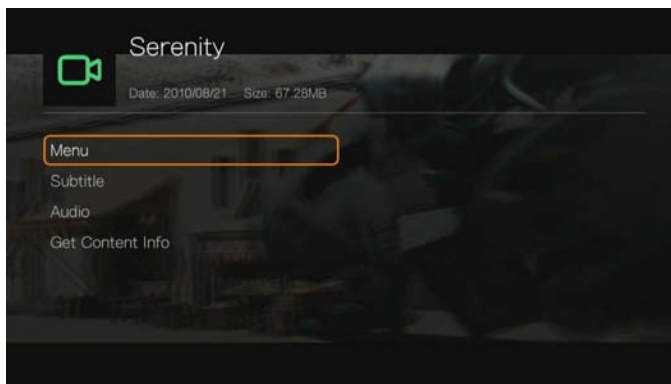 Serenity
Date: 2010/08/21 Size: 67.28MB
Menu
Subtitle
Audio
Get Content Info